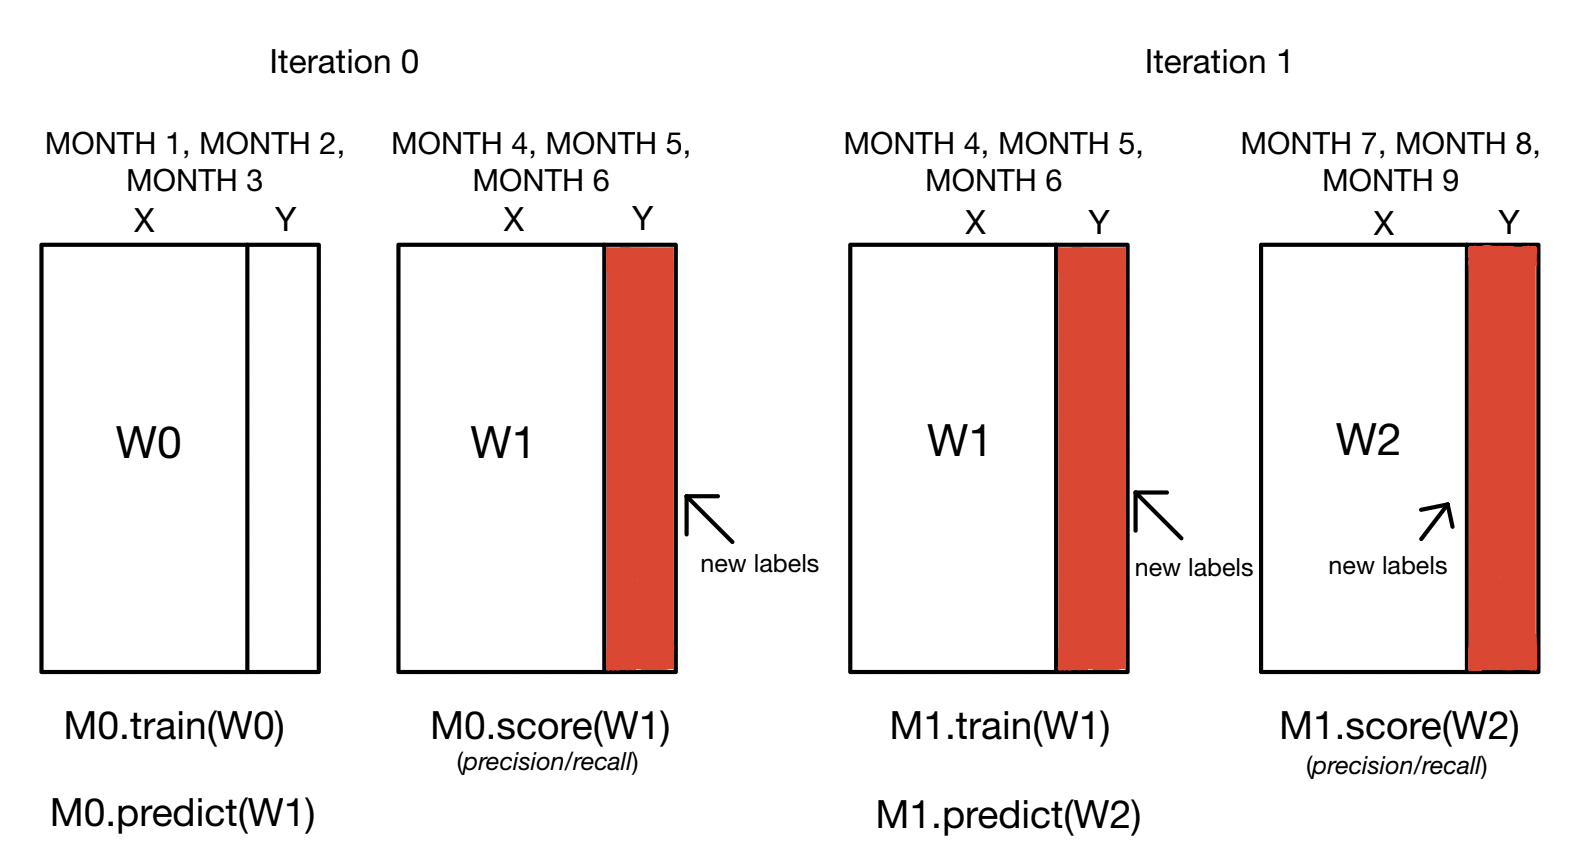 Iteration 0
MONTH 1, MONTH 2,
MONTH 3
X Y
W0
M0.train(W0)
M0.predict(W1)
MONTH 4, MONTH 5,
MONTH 6
X Y
W1
new labels
M0.score(W1)
(precision/recall)
Iteration 1
MONTH 4, MONTH 5,
MONTH 6
X Y
W1
new labels
M1.train(W1)
M1.predict(W2)
MONTH 7, MONTH 8,
MONTH 9
X Y
W2
new labels
M1.score(W2)
(precision/recall)